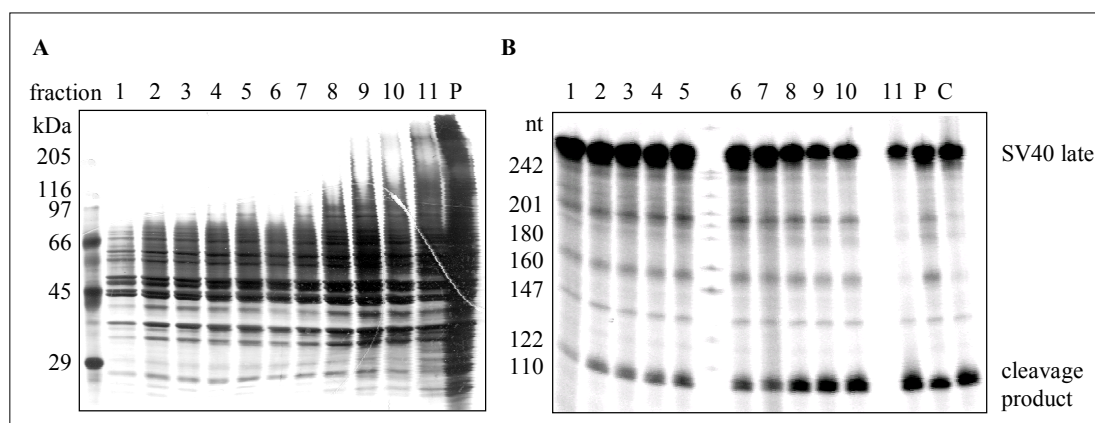 A
B
fraction 1 2 3 4 5 6 7 8 9 10 11 P
1 2 3 4 5 6 7 8 9 10 11 P C
kDa
205
116
97
66
45
29
nt
242
201
180
160
147
122
110
SV40 late
cleavage
product